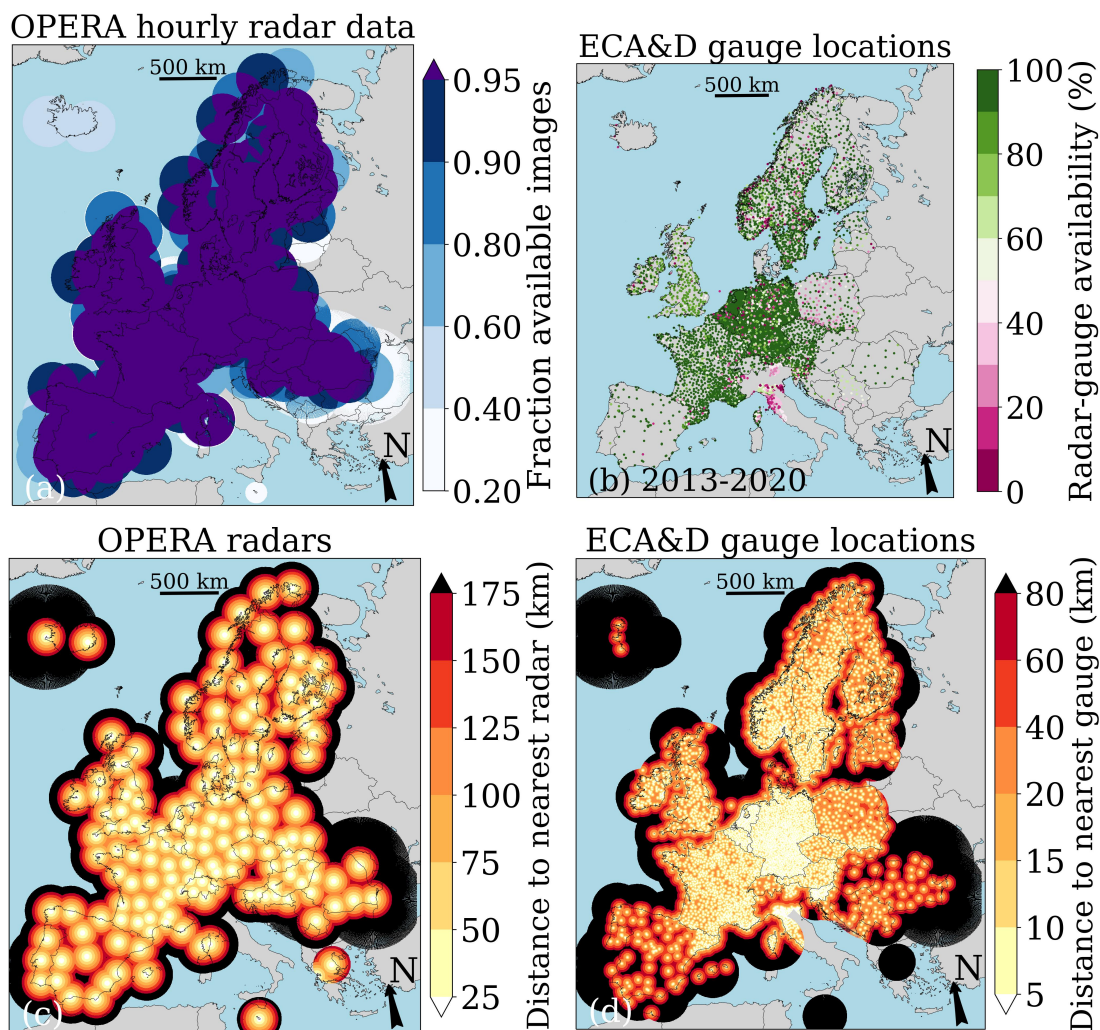 OPERA hourly radar data
500 km
0.95
0.90
0.80
0.60
0.40
0.20
Fraction available images
N
(a)
ECA&D gauge locations
500 km
100
80
60
40
20
0
Radar-gauge availability (%)
N
(b) 2013-2020
OPERA radars
500 km
175
150
125
100
75
50
25
Distance to nearest radar (km)
N
(c)
ECA&D gauge locations
500 km
80
60
40
20
15
10
5
Distance to nearest gauge (km)
N
(d)